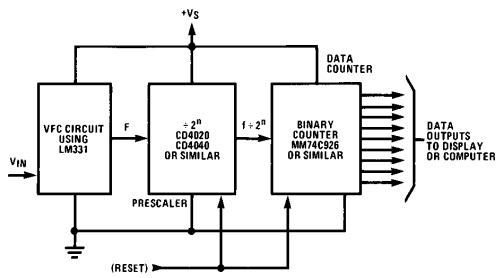 +VS
DATA
COUNTER
VFC CIRCUIT
USING
LM331
F
÷ 2ⁿ
CD4020
CD4040
OR SIMILAR
f ÷ 2ⁿ
BINARY
COUNTER
MM74C926
OR SIMILAR
DATA
OUTPUTS
TO DISPLAY
OR COMPUTER
VIN
PRESCALER
(RESET)